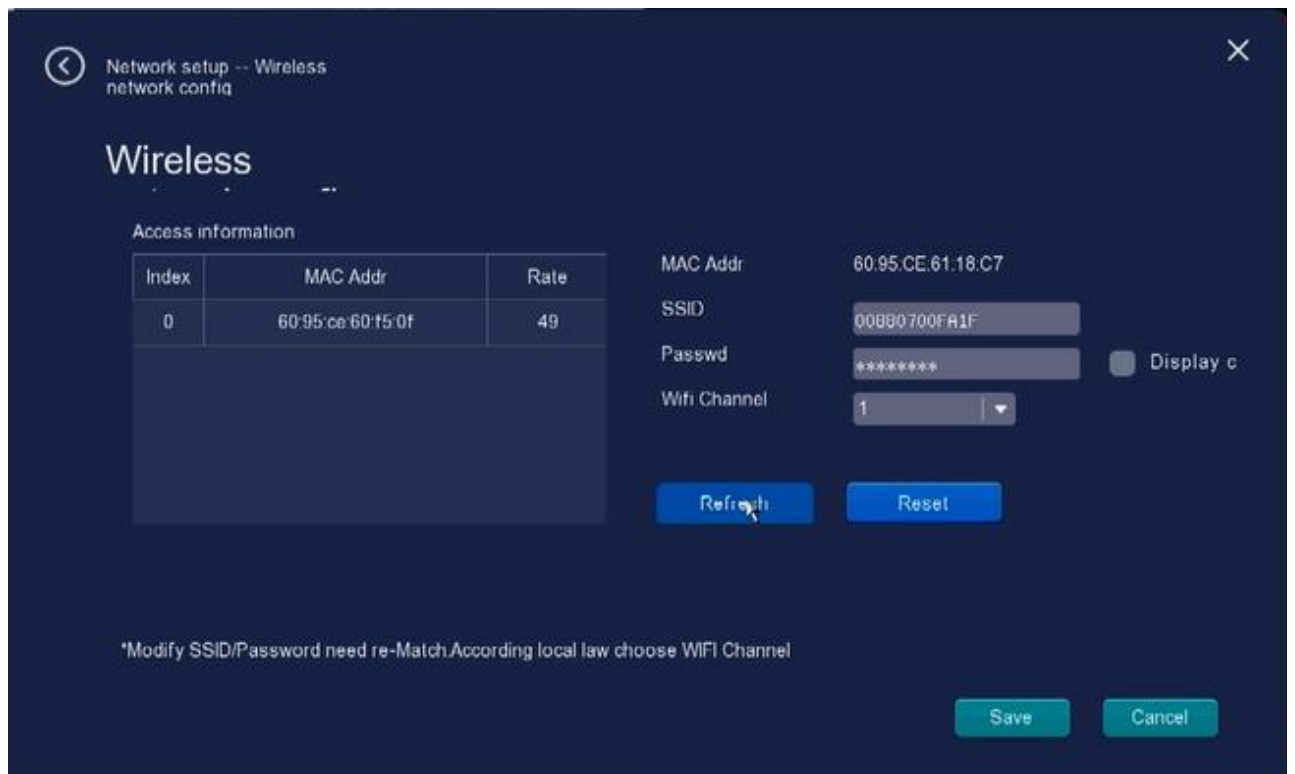 Network setup -- Wireless
network config
Wireless
Access information
Index MAC Addr Rate
0 60:95:ce:60:f5:0f 49
MAC Addr 60:95:CE:61:18:C7
SSID
Passwd ******** Display c
Wifi Channel 1
Refresh Reset
*Modify SSID/Password need re-Match.According local law choose WIFI Channel
Save Cancel